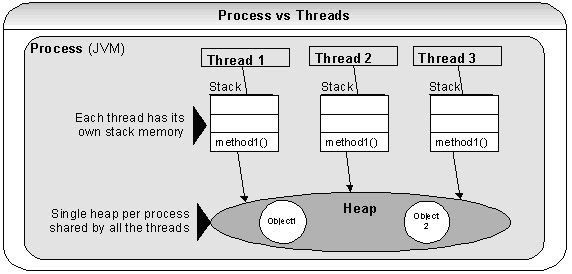 Process vs Threads
Process (JVM)
Thread 1
Thread 2
Thread 3
Stack
Stack
Stack
Each thread has its
own stack memory
method1()
method1()
method1()
Single heap per process
shared by all the threads
Heap
Object1
Object
2